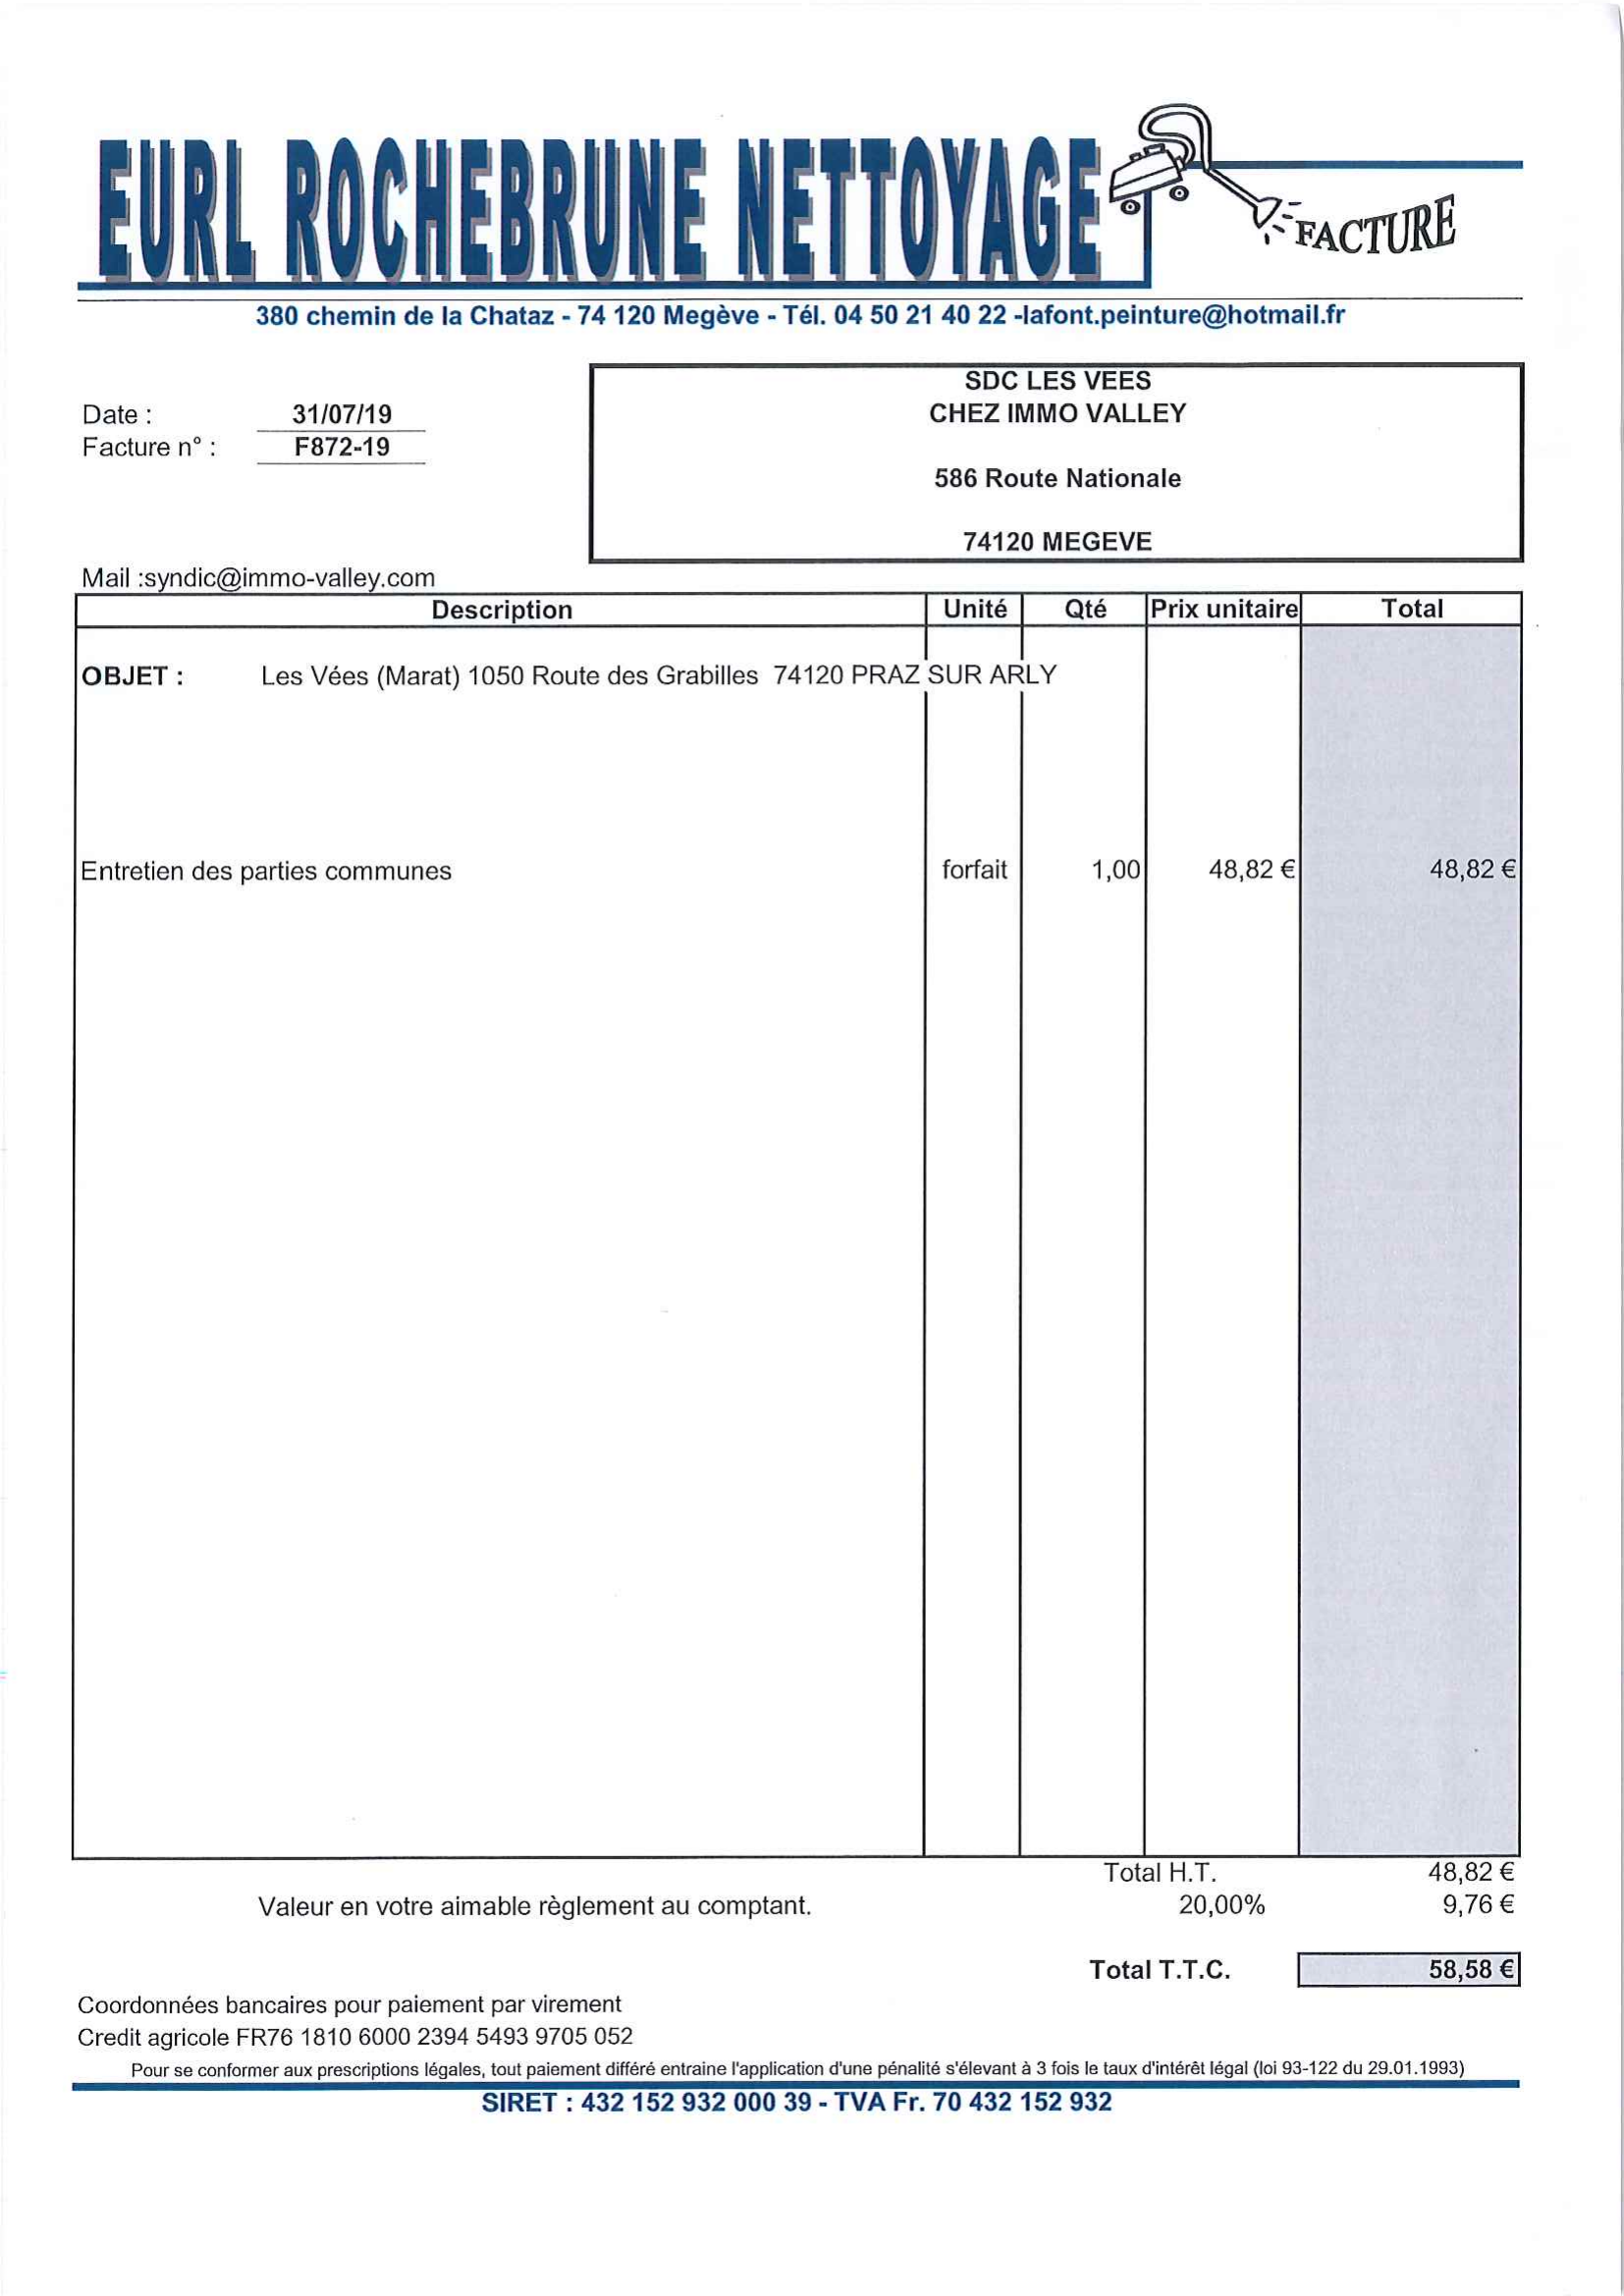 EURL ROCHEBRUNE NETTOYAGE
FACTURE
380 chemin de la Chataz - 74 120 Megève - Tél. 04 50 21 40 22 -lafont.peinture@hotmail.fr
SDC LES VEES
CHEZ IMMO VALLEY
586 Route Nationale
74120 MEGEVE
Date : 31/07/19
Facture n° : F872-19
Mail :syndic@immo-valley.com
Description Unité Qté Prix unitaire Total
OBJET : Les Vées (Marat) 1050 Route des Grabilles 74120 PRAZ SUR ARLY
Entretien des parties communes forfait 1,00 48,82 € 48,82 €
Total H.T. 48,82 €
Valeur en votre aimable règlement au comptant. 20,00% 9,76 €
Total T.T.C. 58,58 €
Coordonnées bancaires pour paiement par virement
Credit agricole FR76 1810 6000 2394 5493 9705 052
Pour se conformer aux prescriptions légales, tout paiement différé entraine l'application d'une pénalité s'élevant à 3 fois le taux d'intérêt légal (loi 93-122 du 29.01.1993)
SIRET : 432 152 932 000 39 - TVA Fr. 70 432 152 932